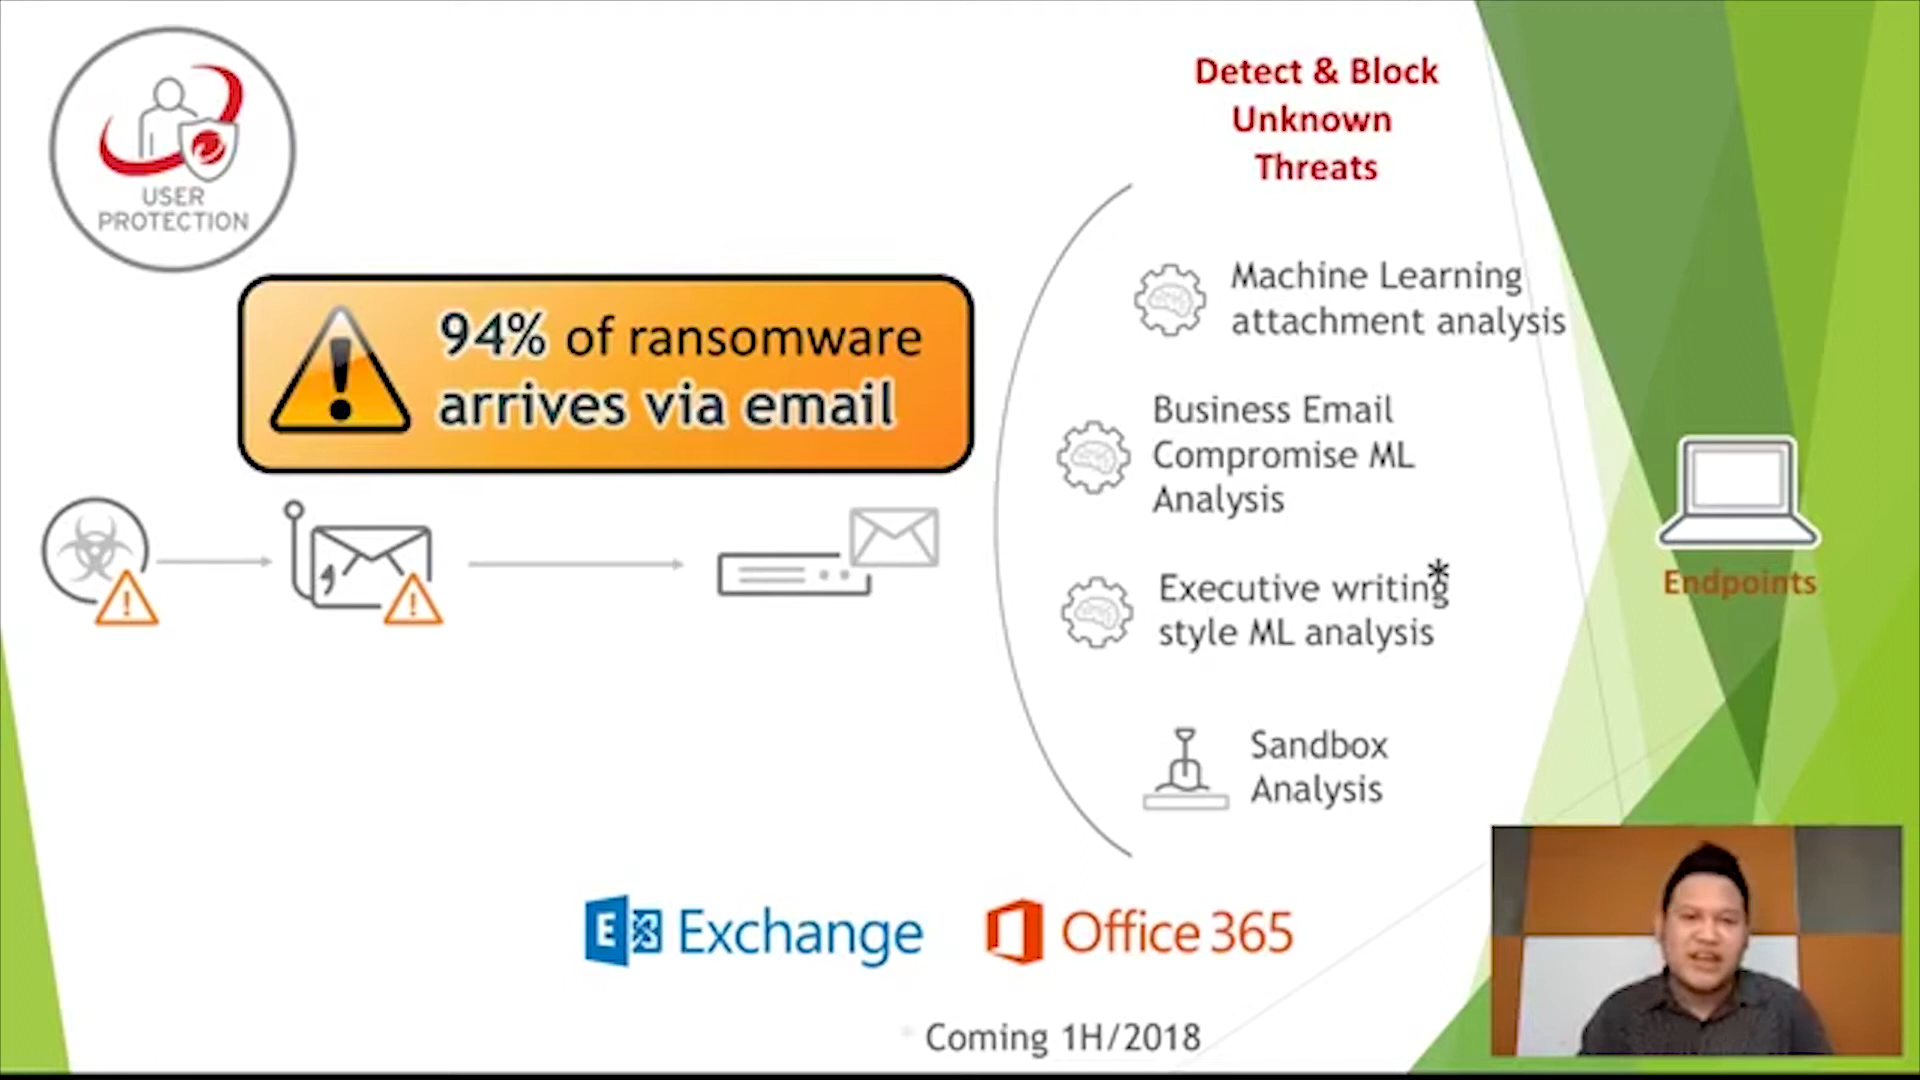 USER
PROTECTION
94% of ransomware
arrives via email
Detect & Block
Unknown
Threats
Machine Learning
attachment analysis
Business Email
Compromise ML
Analysis
Executive writing*
style ML analysis
Sandbox
Analysis
Endpoints
Exchange
Office 365
* Coming 1H/2018